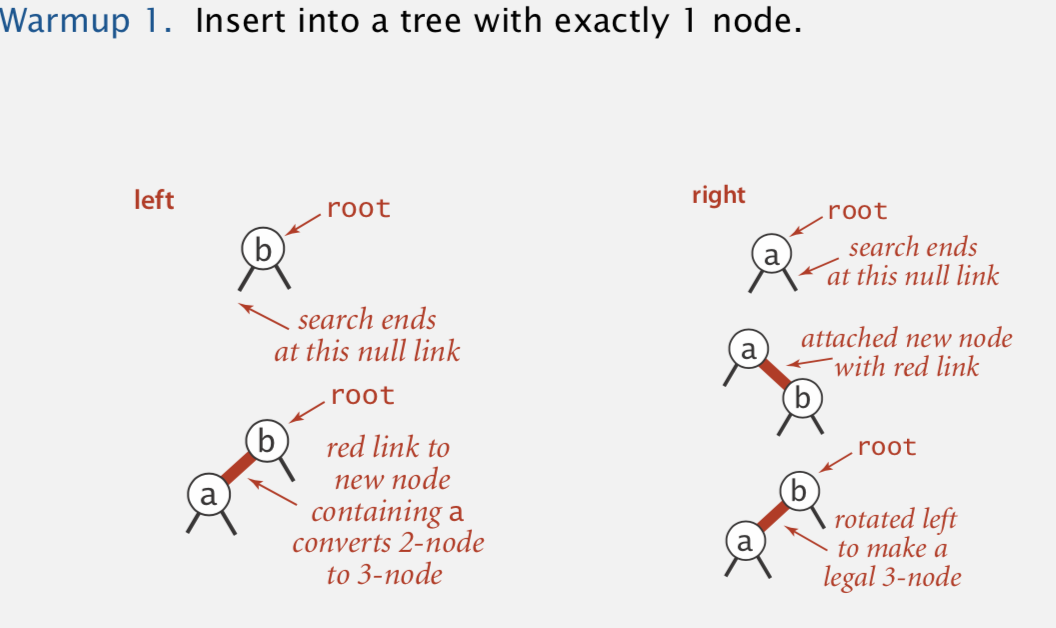 Warmup 1. Insert into a tree with exactly 1 node.
left
root
b
search ends
at this null link
root
b
a
red link to
new node
containing a
converts 2-node
to 3-node
right
root
a
search ends
at this null link
a
attached new node
with red link
b
root
b
a
rotated left
to make a
legal 3-node